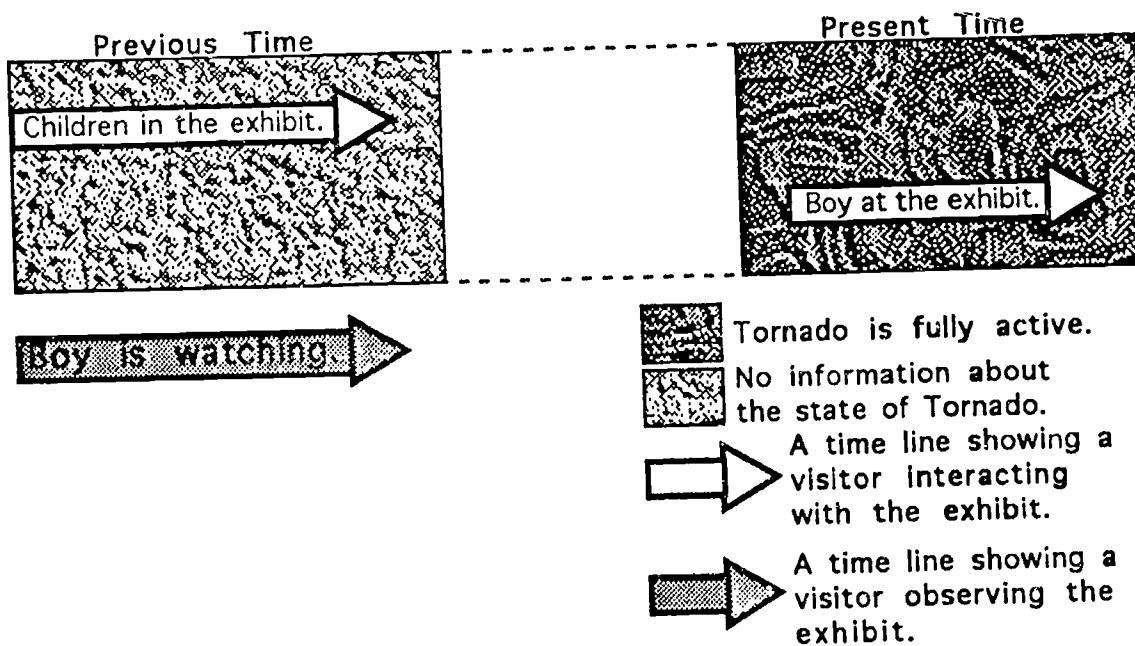 Previous Time
Present Time
Children in the exhibit.
Boy at the exhibit.
Boy is watching.
Tornado is fully active.
No information about
the state of Tornado.
A time line showing a
visitor interacting
with the exhibit.
A time line showing a
visitor observing the
exhibit.